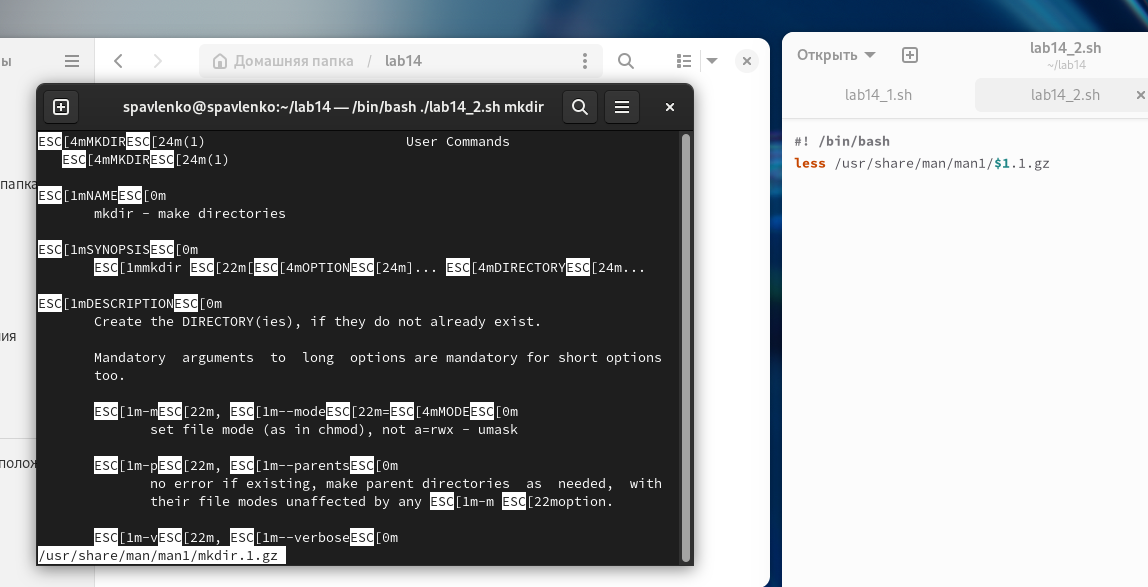 ы
Домашняя папка / lab14
папка
ния
полож
spavlenko@spavlenko:~/lab14 — /bin/bash ./lab14_2.sh mkdir
ESC[4mMKDIRESC[24m(1) User Commands
ESC[4mMKDIRESC[24m(1)
ESC[1mNAMEESC[0m
mkdir - make directories
ESC[1mSYNOPSISESC[0m
ESC[1mmkdir ESC[22m[ESC[4mOPTIONESC[24m]... ESC[4mDIRECTORYESC[24m...
ESC[1mDESCRIPTIONESC[0m
Create the DIRECTORY(ies), if they do not already exist.
Mandatory arguments to long options are mandatory for short options
too.
ESC[1m-mESC[22m, ESC[1m--modeESC[22m=ESC[4mMODEESC[0m
set file mode (as in chmod), not a=rwx - umask
ESC[1m-pESC[22m, ESC[1m--parentsESC[0m
no error if existing, make parent directories as needed, with
their file modes unaffected by any ESC[1m-m ESC[22moption.
ESC[1m-vESC[22m, ESC[1m--verboseESC[0m
/usr/share/man/man1/mkdir.1.gz
Открыть
lab14_2.sh
~/lab14
lab14_1.sh
lab14_2.sh
#! /bin/bash
less /usr/share/man/man1/$1.1.gz